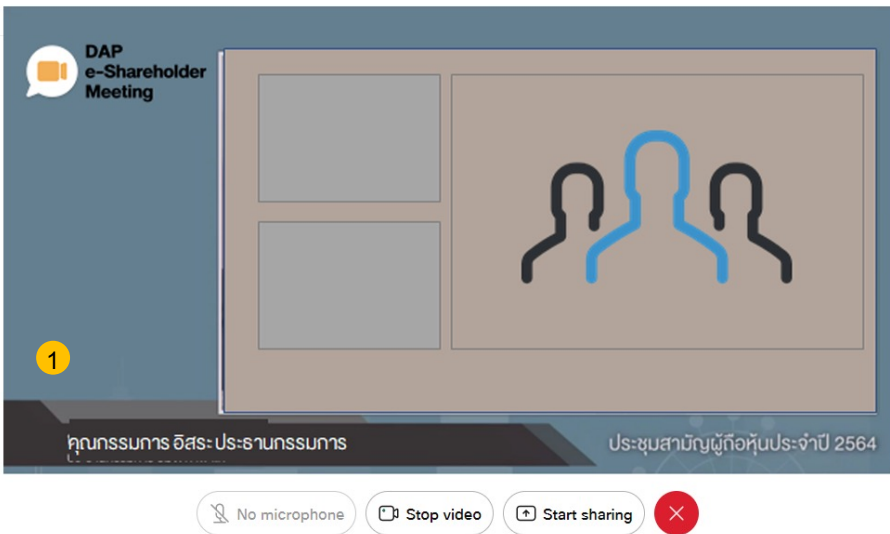 DAP
e-Shareholder
Meeting
1
คุณกรรมการ อิสระ ประธานกรรมการ
ประชุมสามัญผู้ถือหุ้นประจำปี 2564
No microphone
Stop video
Start sharing